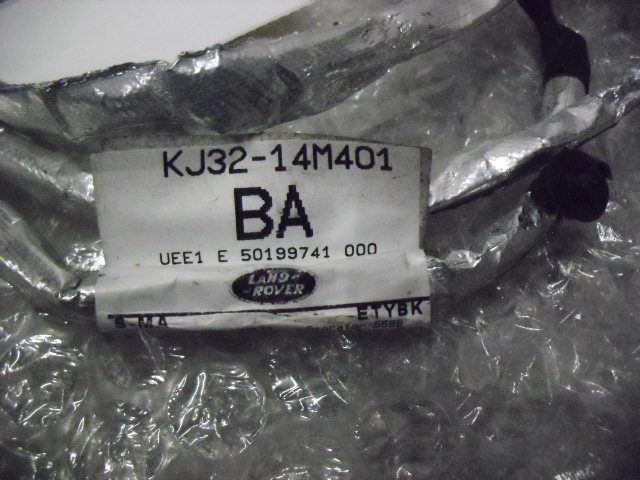 KJ32-14M401
BA
UEE1 E 50199741 000
LAND-
-ROVER
ETYBK